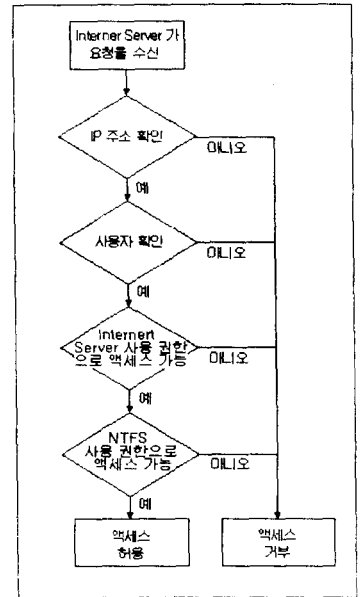 Interner Server 가
요청을 수신
IP 주소 확인
아니오
예
사용자 확인
아니오
예
Internert
Server 사용 권한
으로 액세스 가능
아니오
예
NTFS
사용 권한으로
액세스 가능
아니오
예
액세스
허용
액세스
거부